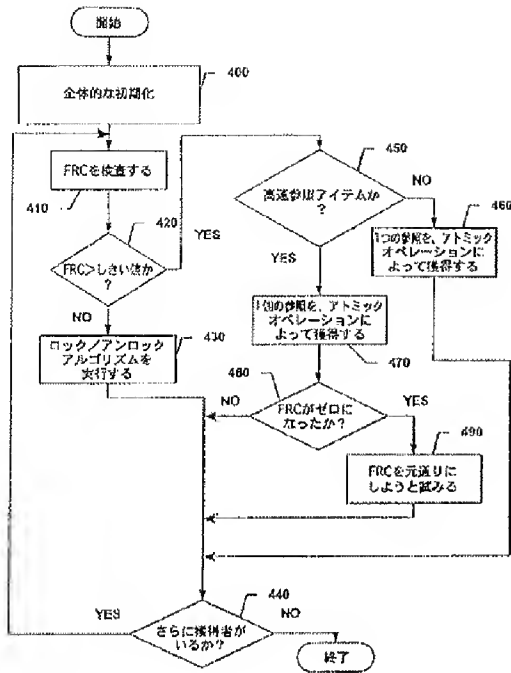 開始
全体的な初期化
400
FRCを検査する
410
420
FRC>しきい値か
?
YES
NO
ロック/アンロック
アルゴリズムを
実行する
430
450
高速参照アイテムか
?
NO
YES
460
1つの参照を、アトミック
オペレーションに
よって獲得する
1個の参照を、アトミック
オペレーションに
よって獲得する
470
460
FRCがゼロに
なったか?
NO
YES
490
FRCを元通りに
しようと試みる
440
さらに獲得者が
いるか?
YES
NO
終了